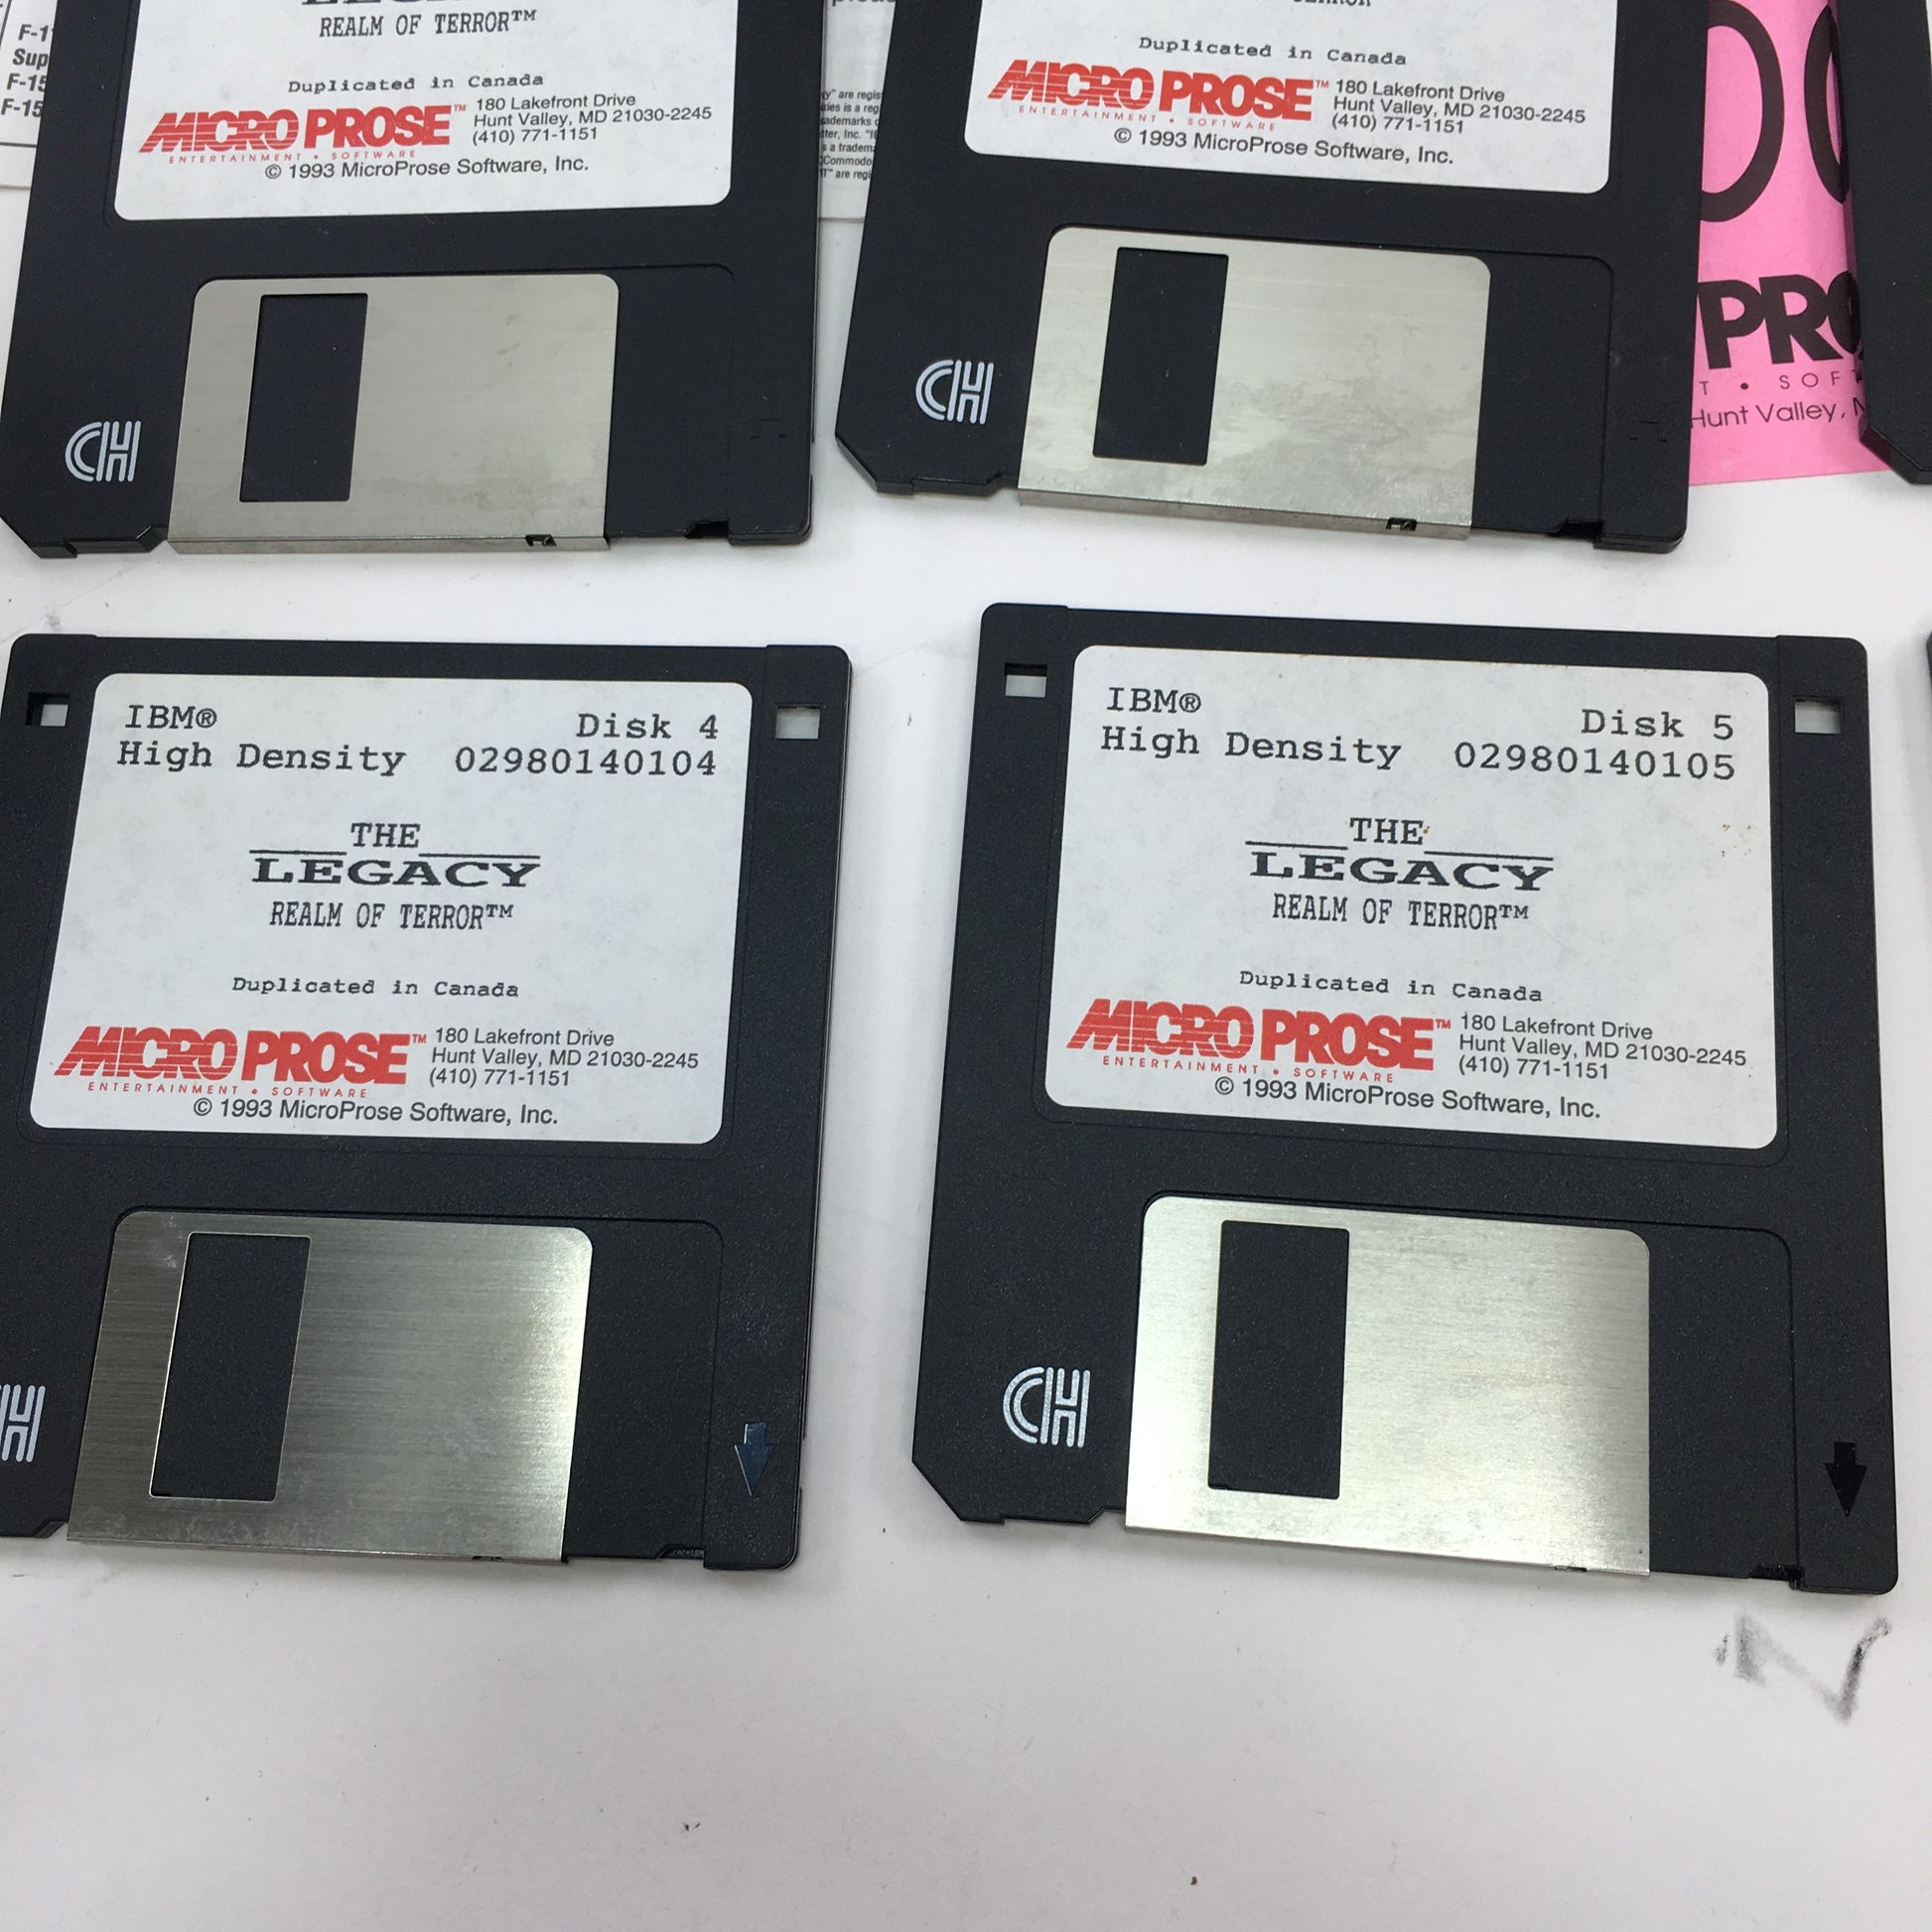 F-15
F-15
REALM OF TERROR™
Duplicated in Canada
MICRO PROSE™
ENTERTAINMENT • SOFTWARE
180 Lakefront Drive
Hunt Valley, MD 21030-2245
(410) 771-1151
© 1993 MicroProse Software, Inc.
CH
Duplicated in Canada
MICRO PROSE™
ENTERTAINMENT • SOFTWARE
180 Lakefront Drive
Hunt Valley, MD 21030-2245
(410) 771-1151
© 1993 MicroProse Software, Inc.
CH
Hunt Valley,
IBM®
Disk 4
High Density 02980140104
THE
LEGACY
REALM OF TERROR™
Duplicated in Canada
MICRO PROSE™
ENTERTAINMENT • SOFTWARE
180 Lakefront Drive
Hunt Valley, MD 21030-2245
(410) 771-1151
© 1993 MicroProse Software, Inc.
IBM®
Disk 5
High Density 02980140105
THE
LEGACY
REALM OF TERROR™
Duplicated in Canada
MICRO PROSE™
ENTERTAINMENT • SOFTWARE
180 Lakefront Drive
Hunt Valley, MD 21030-2245
(410) 771-1151
© 1993 MicroProse Software, Inc.
CH